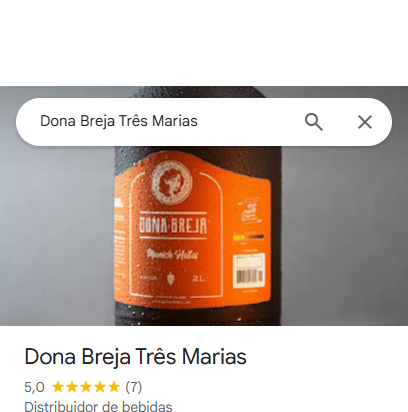 Dona Breja Três Marias
DONA BREJA
Munich Helles
2L
Dona Breja Três Marias
5,0 (7)
Distribuidor de bebidas